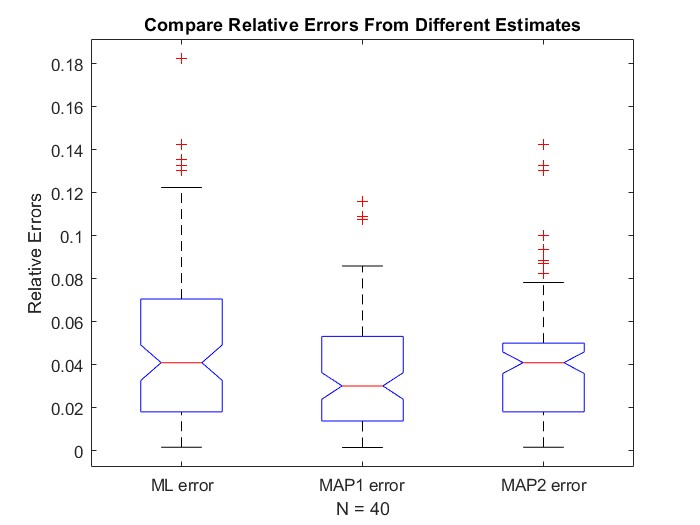 Compare Relative Errors From Different Estimates
Relative Errors
0.18
0.16
0.14
0.12
0.1
0.08
0.06
0.04
0.02
0
ML error
MAP1 error
MAP2 error
N = 40